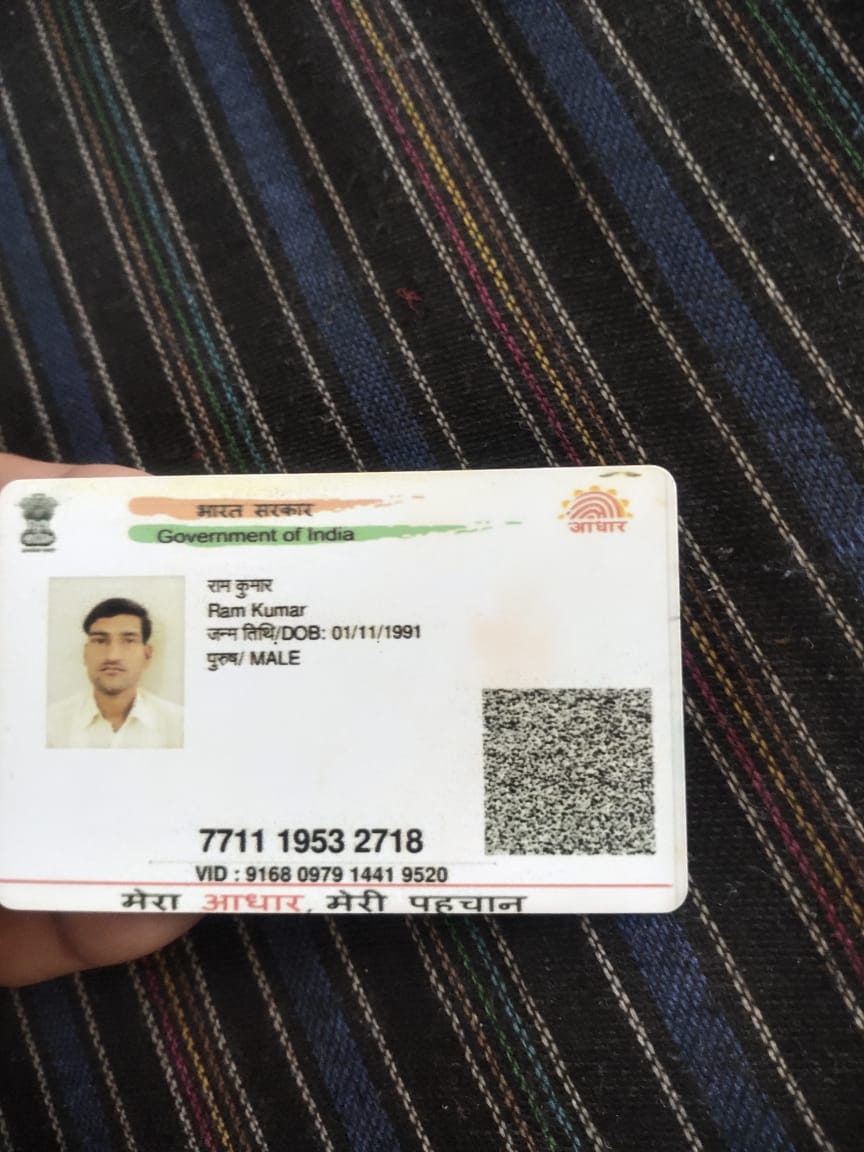 भारत सरकार
Government of India
आधार
राम कुमार
Ram Kumar
जन्म तिथि/DOB: 01/11/1991
पुरुष/ MALE
7711 1953 2718
VID : 9168 0979 1441 9520
मेरा आधार, मेरी पहचान